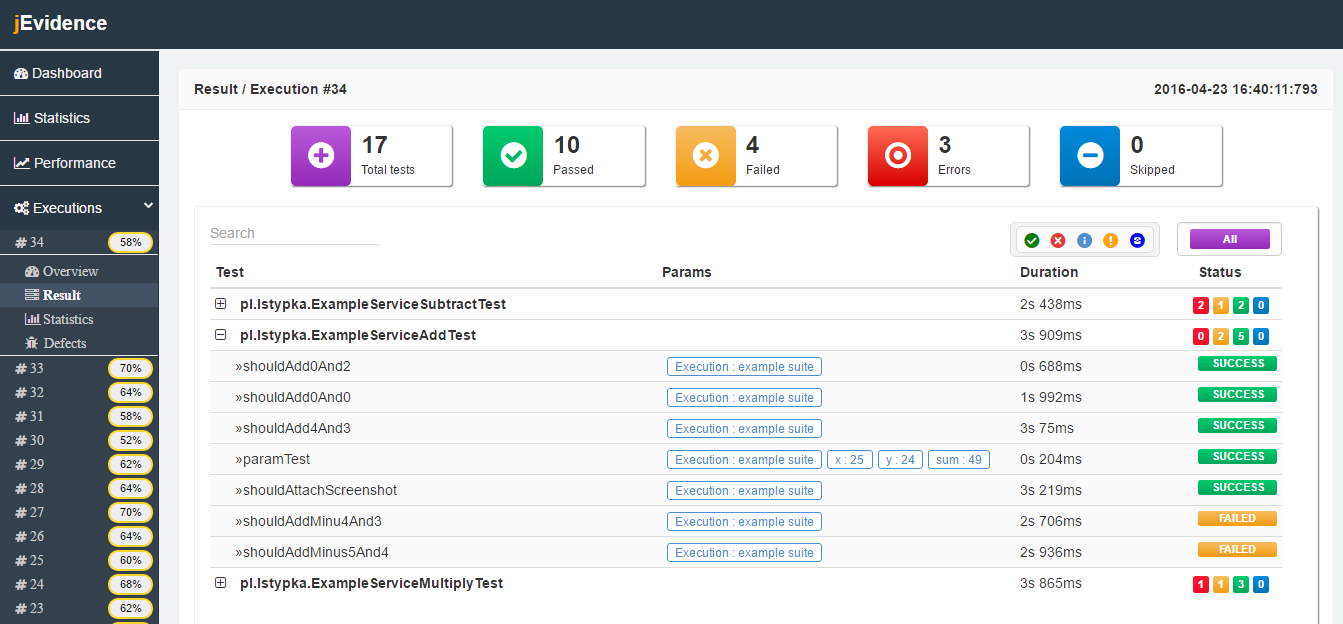 jEvidence
Dashboard
Statistics
Performance
Executions
# 34 58%
Overview
Result
Statistics
Defects
# 33 70%
# 32 64%
# 31 58%
# 30 52%
# 29 62%
# 28 64%
# 27 70%
# 26 64%
# 25 60%
# 24 68%
# 23 62%
Result / Execution #34 2016-04-23 16:40:11:793
17 Total tests
10 Passed
4 Failed
3 Errors
0 Skipped
Search All
Test Params Duration Status
pl.lstypka.ExampleServiceSubtractTest 2s 438ms 2 1 2 0
pl.lstypka.ExampleServiceAddTest 3s 909ms 0 2 5 0
»shouldAdd0And2 Execution : example suite 0s 688ms SUCCESS
»shouldAdd0And0 Execution : example suite 1s 992ms SUCCESS
»shouldAdd4And3 Execution : example suite 3s 75ms SUCCESS
»paramTest Execution : example suite x : 25 y : 24 sum : 49 0s 204ms SUCCESS
»shouldAttachScreenshot Execution : example suite 3s 219ms SUCCESS
»shouldAddMinu4And3 Execution : example suite 2s 706ms FAILED
»shouldAddMinus5And4 Execution : example suite 2s 936ms FAILED
pl.lstypka.ExampleServiceMultiplyTest 3s 865ms 1 1 3 0